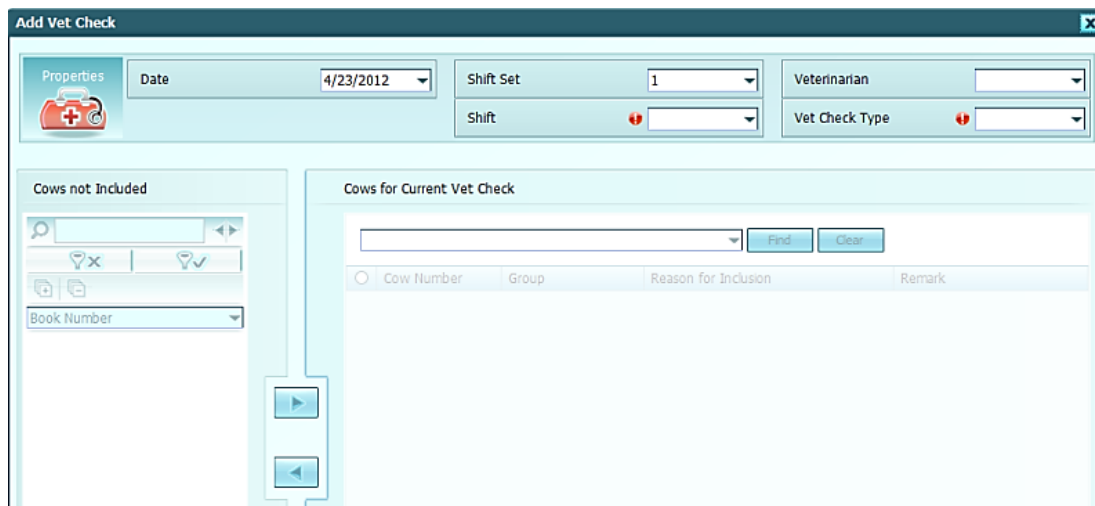 Add Vet Check
Properties
Date 4/23/2012
Shift Set 1
Veterinarian
Shift
Vet Check Type
Cows not Included
Cows for Current Vet Check
Find Clear
Cow Number Group Reason for Inclusion Remark
Book Number